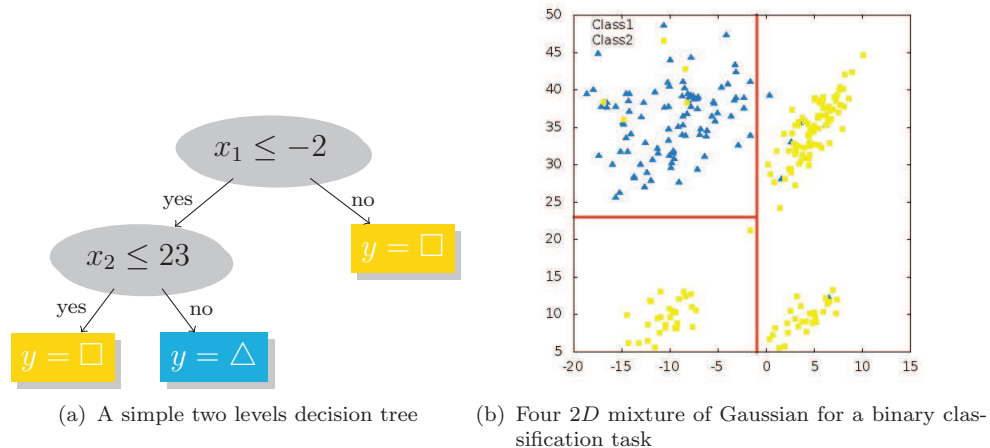 x₁ ≤ −2
yes
no
x₂ ≤ 23
y = □
yes
no
y = □
y = △
(a) A simple two levels decision tree
Class1
Class2
50
45
40
35
30
25
20
15
10
5
-20
-15
-10
-5
0
5
10
15
(b) Four 2D mixture of Gaussian for a binary clas-
sification task